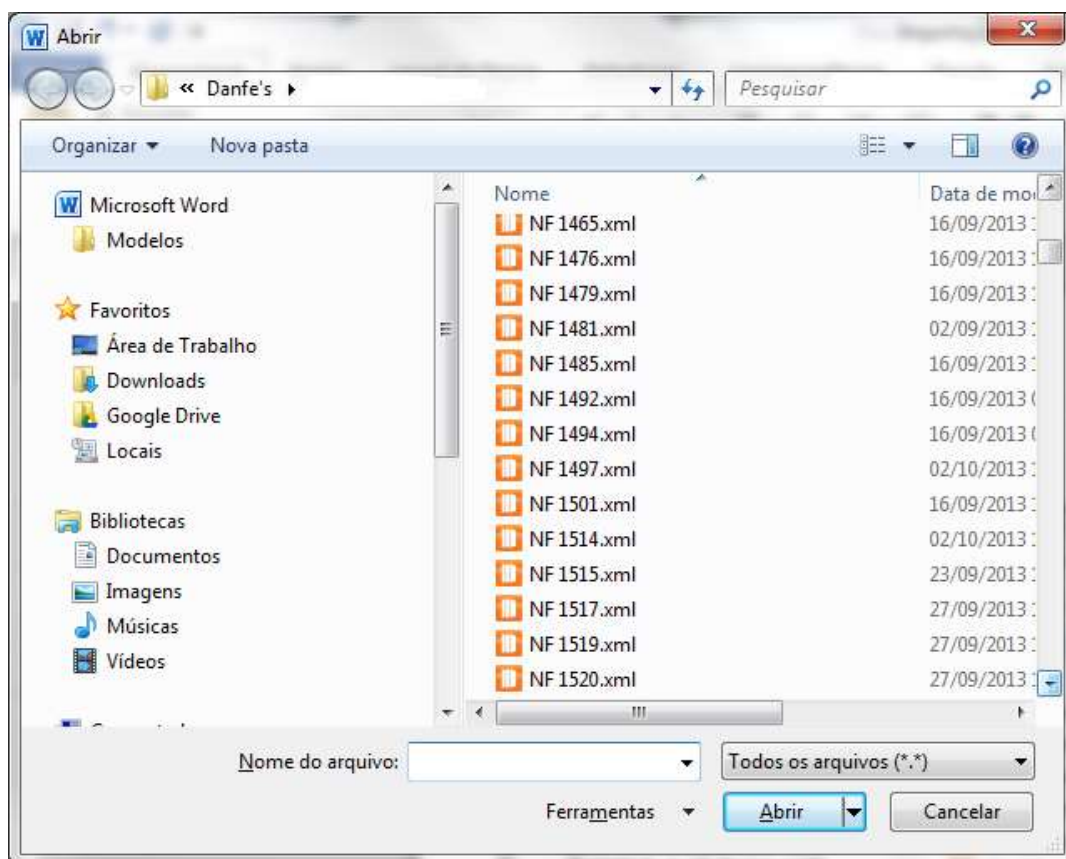 Abrir
« Danfe's
Pesquisar
Organizar
Nova pasta
Microsoft Word
Modelos
Favoritos
Área de Trabalho
Downloads
Google Drive
Locais
Bibliotecas
Documentos
Imagens
Músicas
Vídeos
Nome
Data de mo
NF 1465.xml 16/09/2013
NF 1476.xml 16/09/2013
NF 1479.xml 16/09/2013
NF 1481.xml 02/09/2013
NF 1485.xml 16/09/2013
NF 1492.xml 16/09/2013
NF 1494.xml 16/09/2013
NF 1497.xml 02/10/2013
NF 1501.xml 16/09/2013
NF 1514.xml 02/10/2013
NF 1515.xml 23/09/2013
NF 1517.xml 27/09/2013
NF 1519.xml 27/09/2013
NF 1520.xml 27/09/2013
Nome do arquivo:
Todos os arquivos (*.*)
Ferramentas
Abrir
Cancelar